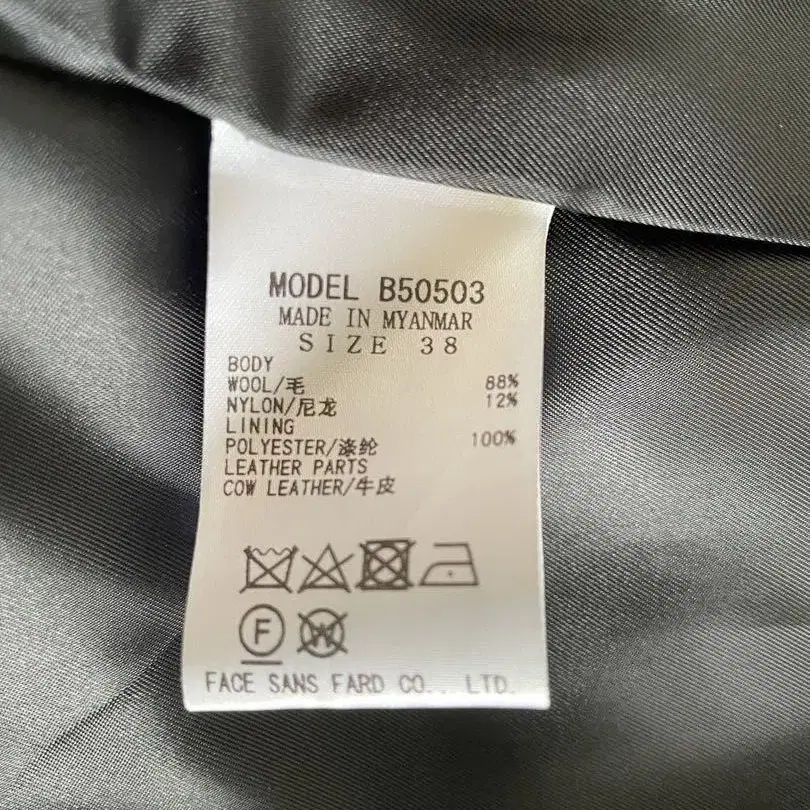 MODEL B50503
MADE IN MYANMAR
SIZE 38
BODY
WOOL/毛 88%
NYLON/尼龙 12%
LINING
POLYESTER/涤纶 100%
LEATHER PARTS
COW LEATHER/牛皮
F W
FACE SANS FARD CO., LTD.